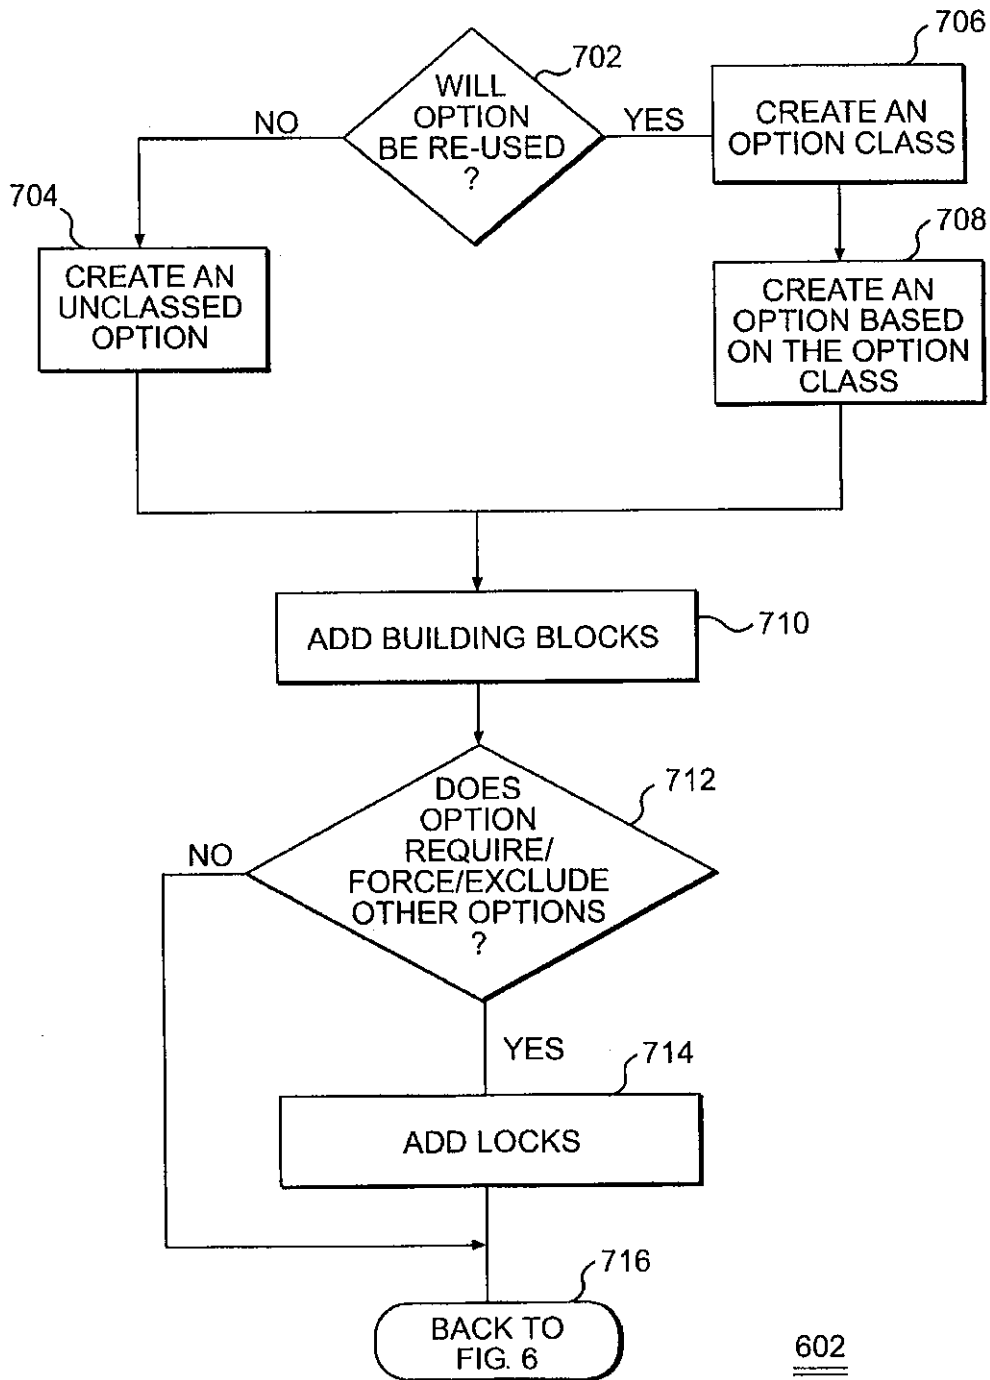 702
706
WILL
OPTION
BE RE-USED
?
NO
YES
CREATE AN
OPTION CLASS
704
708
CREATE AN
UNCLASSED
OPTION
CREATE AN
OPTION BASED
ON THE OPTION
CLASS
ADD BUILDING BLOCKS
710
DOES
OPTION
REQUIRE/
FORCE/EXCLUDE
OTHER OPTIONS
?
712
NO
YES
714
ADD LOCKS
716
BACK TO
FIG. 6
602